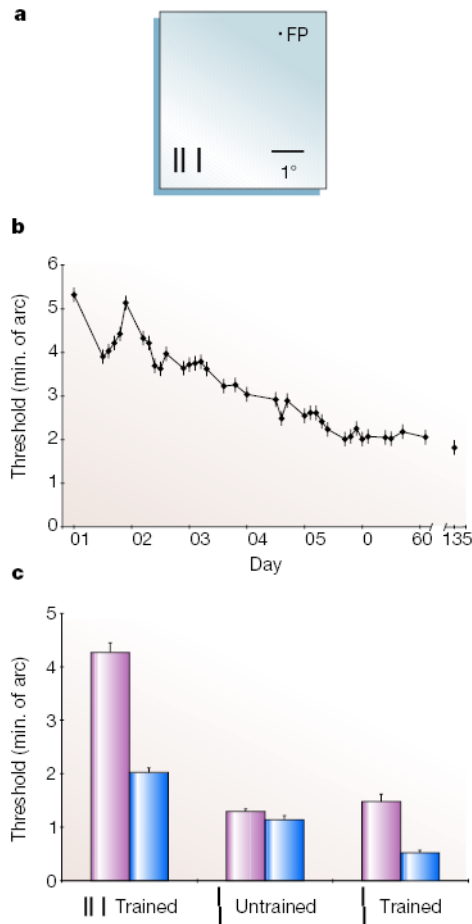 a
FP
1°
b
Threshold (min. of arc)
6
5
4
3
2
1
0
01 02 03 04 05 0 60 135
Day
c
Threshold (min. of arc)
5
4
3
2
1
0
Trained Untrained Trained